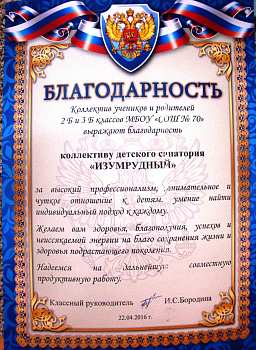 БЛАГОДАРНОСТЬ
Коллектив учеников и родителей
2 Б и 3 Б классов МБОУ «СОШ № 70»
выражают благодарность
коллективу детского санатория
«ИЗУМРУДНЫЙ»
за высокий профессионализм, внимательное и
чуткое отношение к детям, умение найти
индивидуальный подход к каждому.
Желаем вам здоровья, благополучия, успехов и
неиссякаемой энергии на благо сохранения жизни и
здоровья подрастающего поколения.
Надеемся на дальнейшую совместную
продуктивную работу.
Классный руководитель И.С.Бородина
22.04.2016 г.